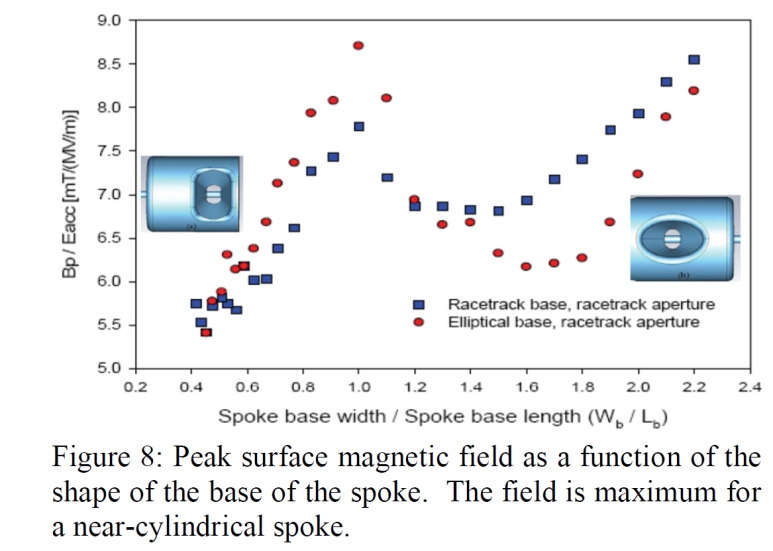 9.0
8.5
8.0
7.5
7.0
6.5
6.0
5.5
5.0
Bp / Eacc [mT/(MV/m)]
(a)
(b)
Racetrack base, racetrack aperture
Elliptical base, racetrack aperture
0.2 0.4 0.6 0.8 1.0 1.2 1.4 1.6 1.8 2.0 2.2 2.4
Spoke base width / Spoke base length (Wb / Lb)
Figure 8: Peak surface magnetic field as a function of the
shape of the base of the spoke. The field is maximum for
a near-cylindrical spoke.